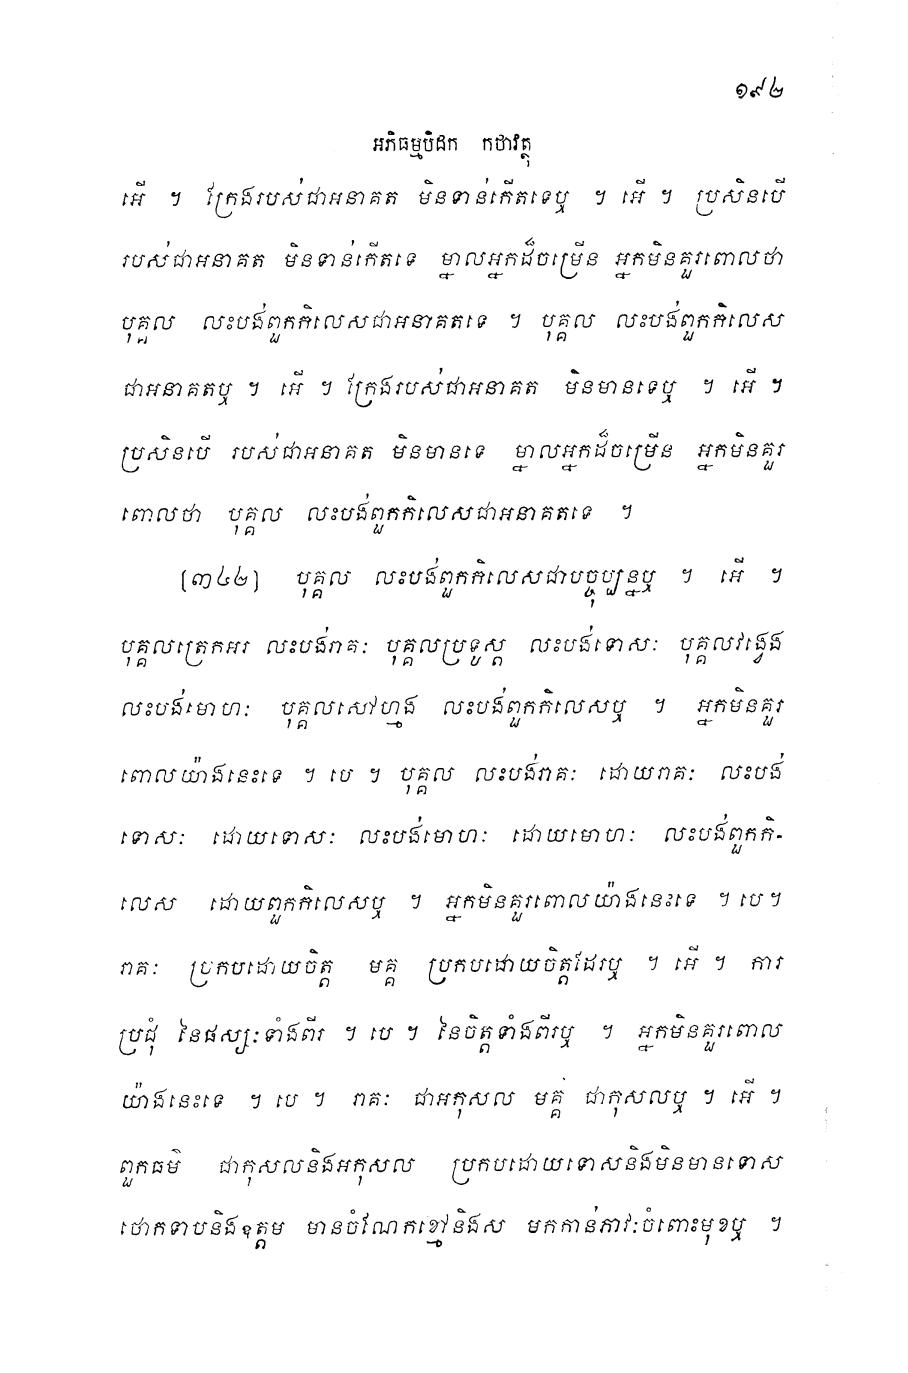 ១៩៤
អភិធម្មបិដក កថាវត្ថុ
អើ ។ ក្រែងរបស់ជាអនាគត មិនទាន់កើតទេឬ ។ អើ ។ ប្រសិនបើ
របស់ជាអនាគត មិនទាន់កើតទេ ម្នាលអ្នកដ៏ចម្រើន អ្នកមិនគួរពោលថា
បុគ្គល លះបង់ពួកកិលេសជាអនាគតទេ ។ បុគ្គល លះបង់ពួកកិលេស
ជាអនាគតឬ ។ អើ ។ ក្រែងរបស់ជាអនាគត មិនមានទេឬ ។ អើ ។
ប្រសិនបើ របស់ជាអនាគត មិនមានទេ ម្នាលអ្នកដ៏ចម្រើន អ្នកមិនគួរ
ពោលថា បុគ្គល លះបង់ពួកកិលេសជាអនាគតទេ ។
[៣៤៤] បុគ្គល លះបង់ពួកកិលេសជាបច្ចុប្បន្នឬ ។ អើ ។
បុគ្គលត្រេកអរ លះបង់រាគៈ បុគ្គលប្រទូស្ត លះបង់ទោសៈ បុគ្គលវង្វេង
លះបង់មោហៈ បុគ្គលសៅហ្មង លះបង់ពួកកិលេសឬ ។ អ្នកមិនគួរ
ពោលយ៉ាងនេះទេ ។ បេ ។ បុគ្គល លះបង់រាគៈ ដោយរាគៈ លះបង់
ទោសៈ ដោយទោសៈ លះបង់មោហៈ ដោយមោហៈ លះបង់ពួកកិ-
លេស ដោយពួកកិលេសឬ ។ អ្នកមិនគួរពោលយ៉ាងនេះទេ ។ បេ។
រាគៈ ប្រកបដោយចិត្ត មគ្គ ប្រកបដោយចិត្តដែរឬ ។ អើ ។ ការ
ប្រជុំ នៃផស្សៈទាំងពីរ ។ បេ ។ នៃចិត្តទាំងពីរឬ ។ អ្នកមិនគួរពោល
យ៉ាងនេះទេ ។ បេ ។ រាគៈ ជាអកុសល មគ្គ ជាកុសលឬ ។ អើ ។
ពួកធម៌ ជាកុសលនិងអកុសល ប្រកបដោយទោសនិងមិនមានទោស
ថោកទាបនិងឧត្តម មានចំណែកខ្មៅនិងស មកកាន់ភាវៈចំពោះមុខឬ ។